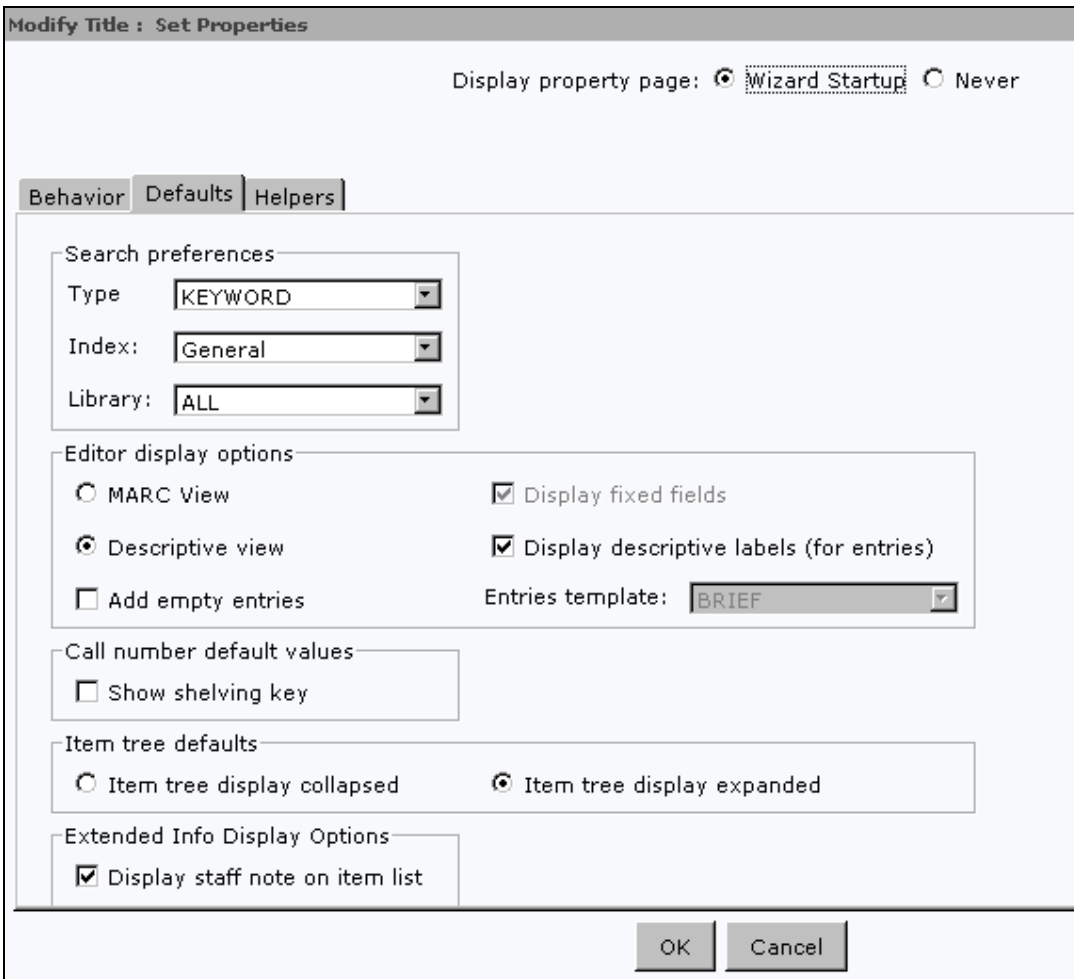 Modify Title : Set Properties
Display property page: Wizard Startup Never
Behavior Defaults Helpers
Search preferences
Type KEYWORD
Index: General
Library: ALL
Editor display options
MARC View Display fixed fields
Descriptive view Display descriptive labels (for entries)
Add empty entries Entries template: BRIEF
Call number default values
Show shelving key
Item tree defaults
Item tree display collapsed Item tree display expanded
Extended Info Display Options
Display staff note on item list
OK Cancel